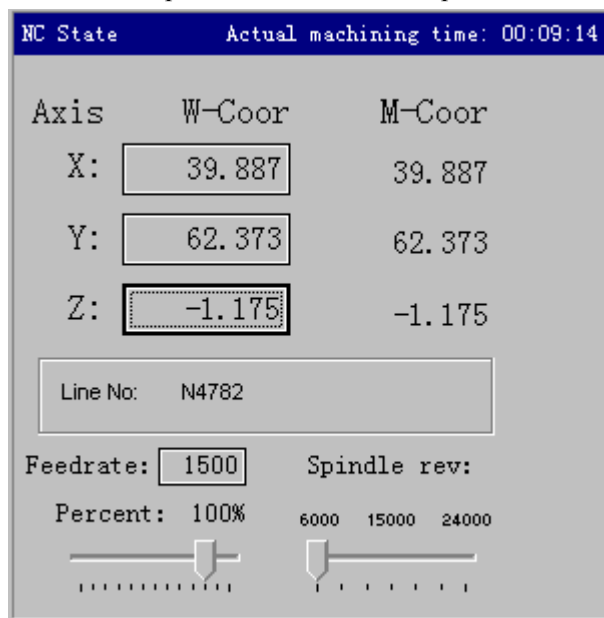 NC State Actual machining time: 00:09:14
Axis W-Coor M-Coor
X: 39.887 39.887
Y: 62.373 62.373
Z: -1.175 -1.175
Line No: N4782
Feedrate: 1500 Spindle rev:
Percent: 100% 6000 15000 24000